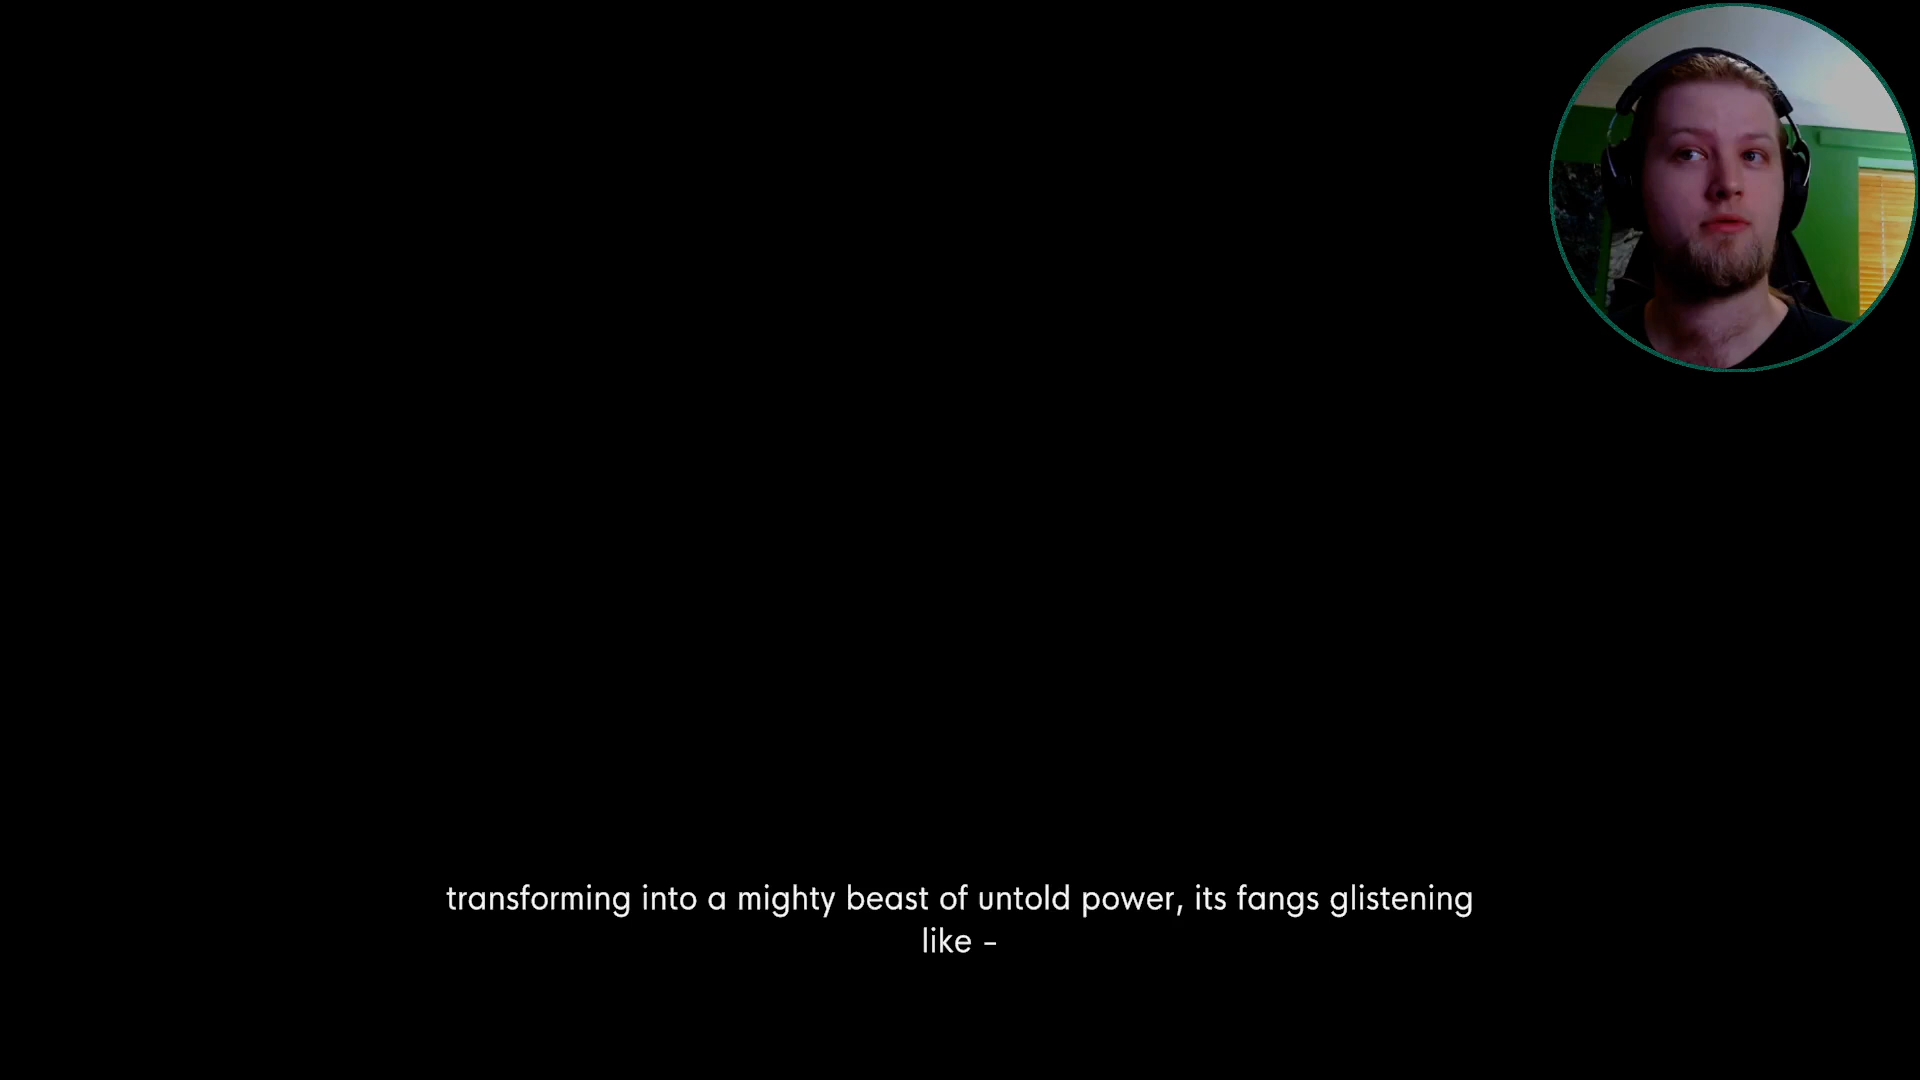 transforming into a mighty beast of untold power, its fangs glistening
like –